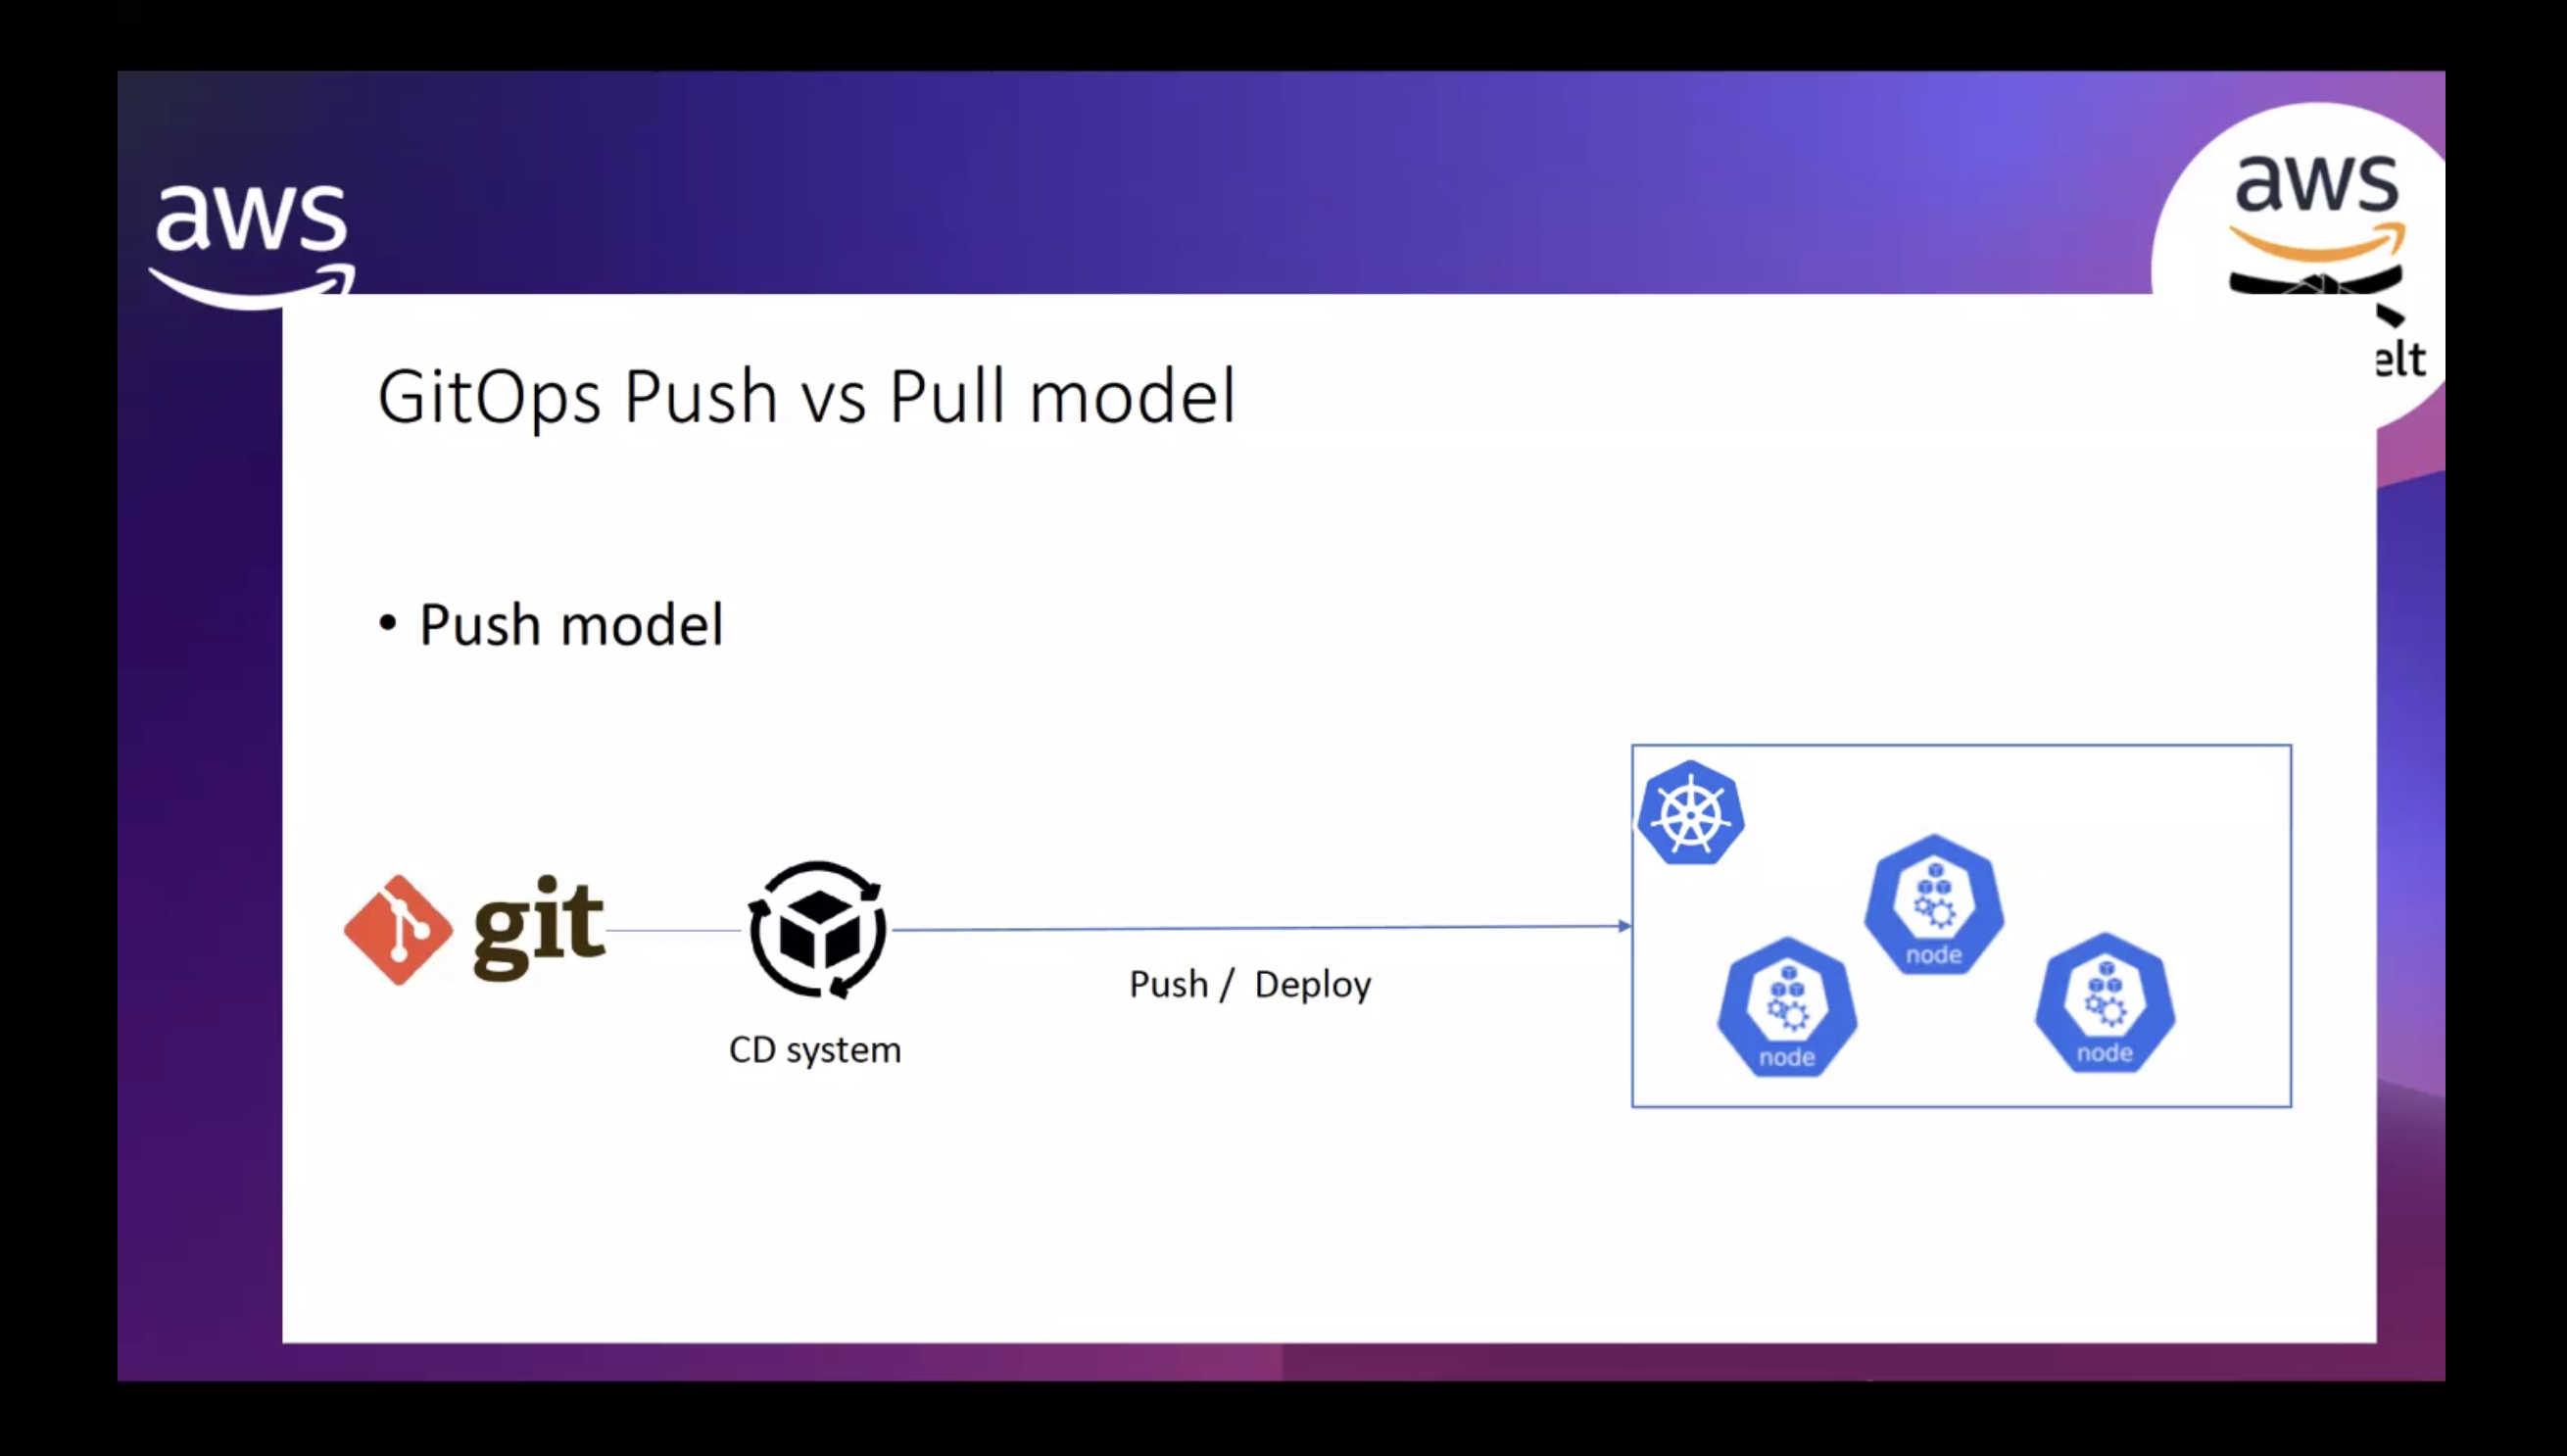 aws
aws
elt
GitOps Push vs Pull model
• Push model
git
CD system
Push / Deploy
node
node
node